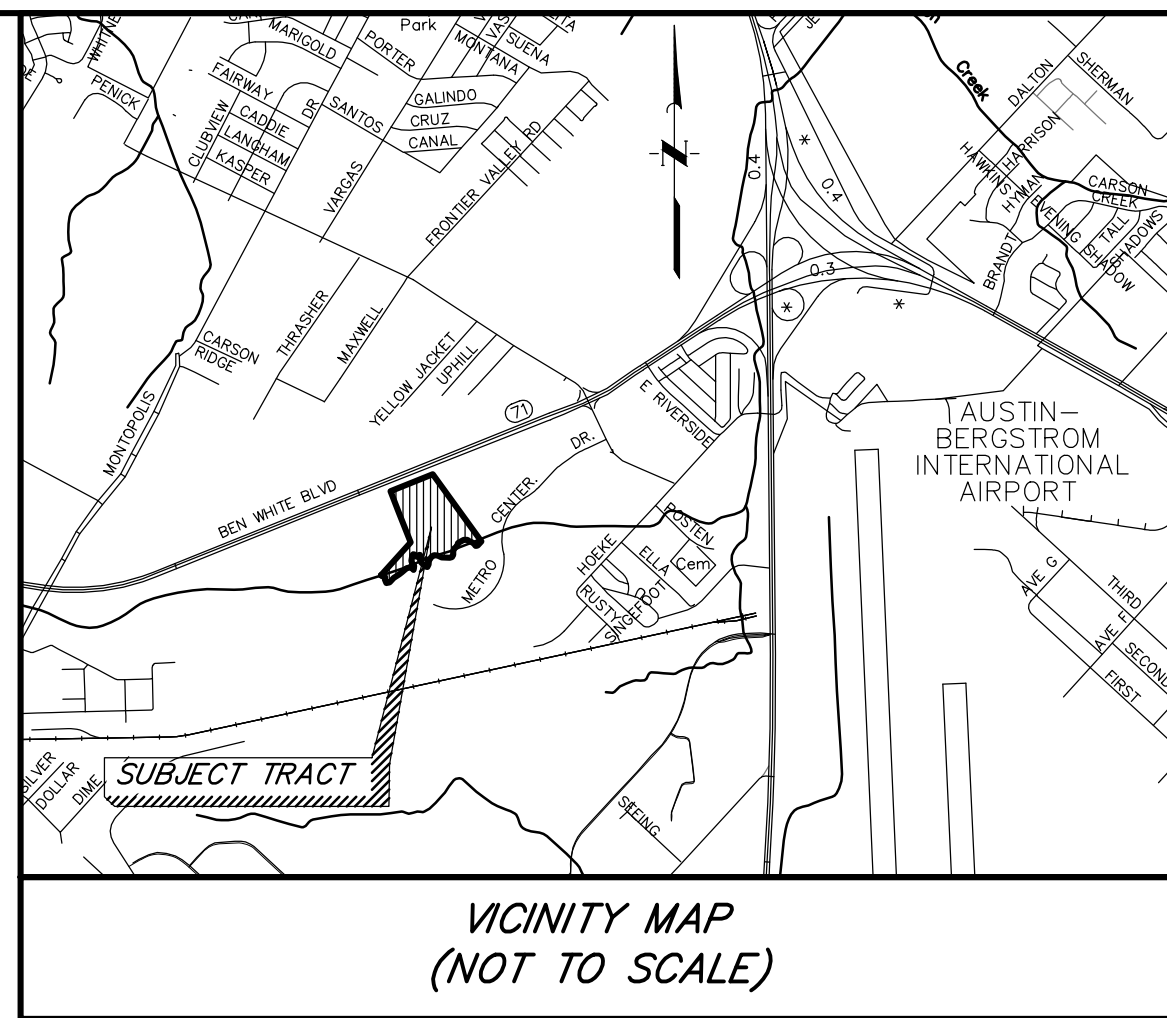 Park
MARIGOLD
PORTER
MONTANA
SUENA
PENICK
FAIRWAY
CADDIE
LANGHAM
KASPER
CLUBVIEW
DR
SANTOS
GALINDO
CRUZ
CANAL
VARGAS
FRONTIER VALLEY RD
N
0.4
*
0.4
0.3
*
*
Creek
DALTON
SHERMAN
HARRISON
HAWKINS
HYMAN
CARSON
CREEK
EVENING SHADOW
TALL
SHADOWS
BRANDT
THRASHER
MAXWELL
CARSON
RIDGE
YELLOW JACKET
UPHILL
MONTOPOLIS
71
E RIVERSIDE
DR.
BEN WHITE BLVD
METRO
CENTER.
AUSTIN-
BERGSTROM
INTERNATIONAL
AIRPORT
POSTEN
HOEKE
ELLA
Cem
RUSTY
SINGEFOOT
AVE G
THIRD
AVE F
SECOND
FIRST
SILVER
DOLLAR
DIME
SUBJECT TRACT
VICINITY MAP
(NOT TO SCALE)